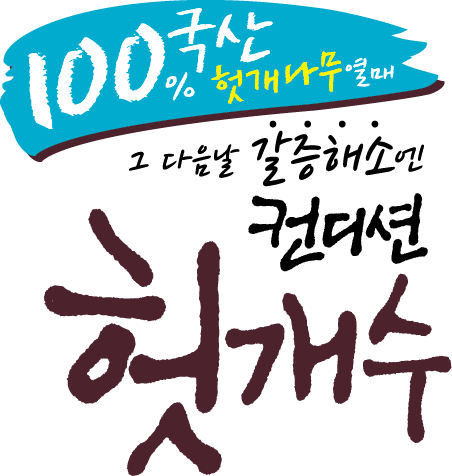 100% 국산
헛개나무열매
그 다음날 갈증해소엔
컨디션
헛개수